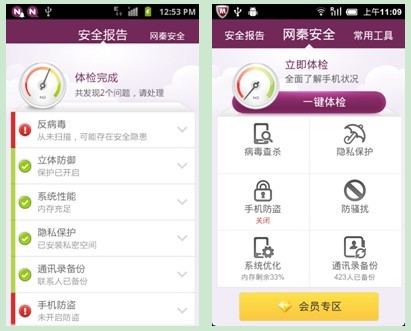 12:53 PM
安全报告
网秦安全
体检完成
共发现2个问题，请处理
反病毒
从未扫描，可能存在安全隐患
立体防御
保护已开启
系统性能
内存充足
隐私保护
已安装私密空间
通讯录备份
联系人已备份
手机防盗
未开启防盗
上午11:09
安全报告
网秦安全
常用工具
立即体检
全面了解手机状况
一键体检
病毒查杀
隐私保护
手机防盗
关闭
防骚扰
系统优化
内存剩余33%
通讯录备份
423人已备份
会员专区